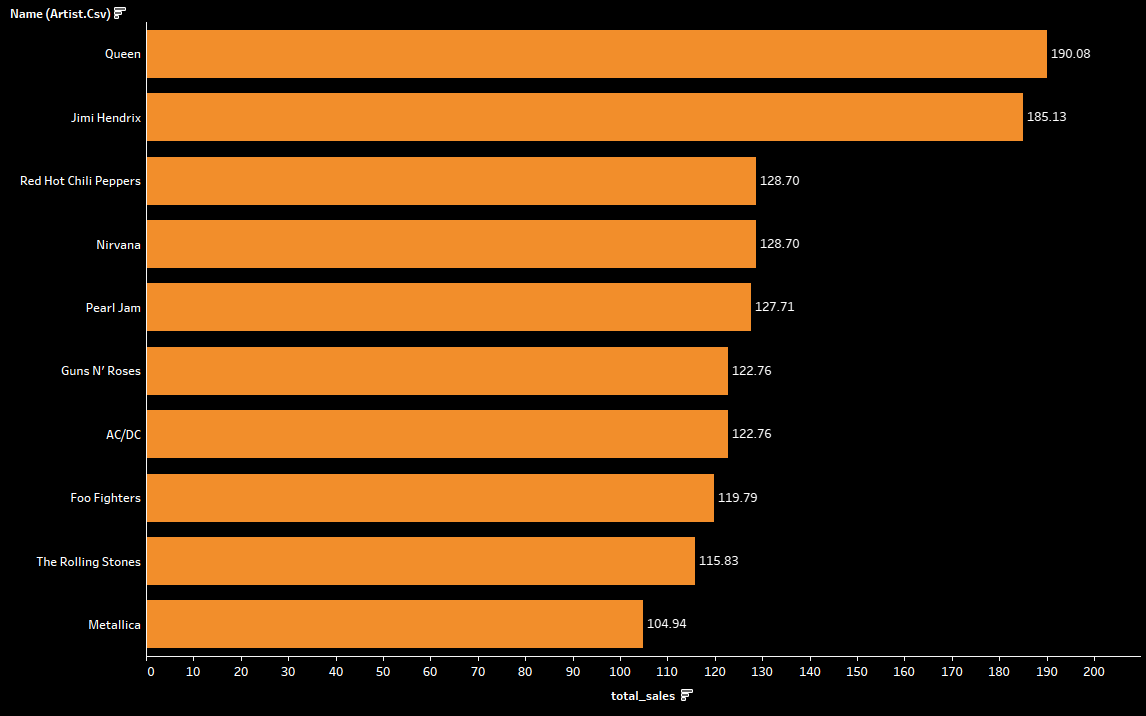 Name (Artist.Csv)
Queen 190.08
Jimi Hendrix 185.13
Red Hot Chili Peppers 128.70
Nirvana 128.70
Pearl Jam 127.71
Guns N’ Roses 122.76
AC/DC 122.76
Foo Fighters 119.79
The Rolling Stones 115.83
Metallica 104.94
0 10 20 30 40 50 60 70 80 90 100 110 120 130 140 150 160 170 180 190 200
total_sales